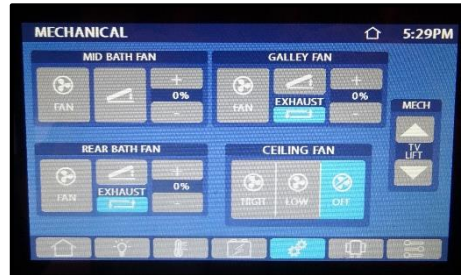 MECHANICAL 5:29PM
MID BATH FAN
FAN
+
0%
-
GALLEY FAN
FAN
EXHAUST
+
0%
-
MECH
TV
LIFT
REAR BATH FAN
FAN
EXHAUST
+
0%
-
CEILING FAN
HIGH
LOW
OFF